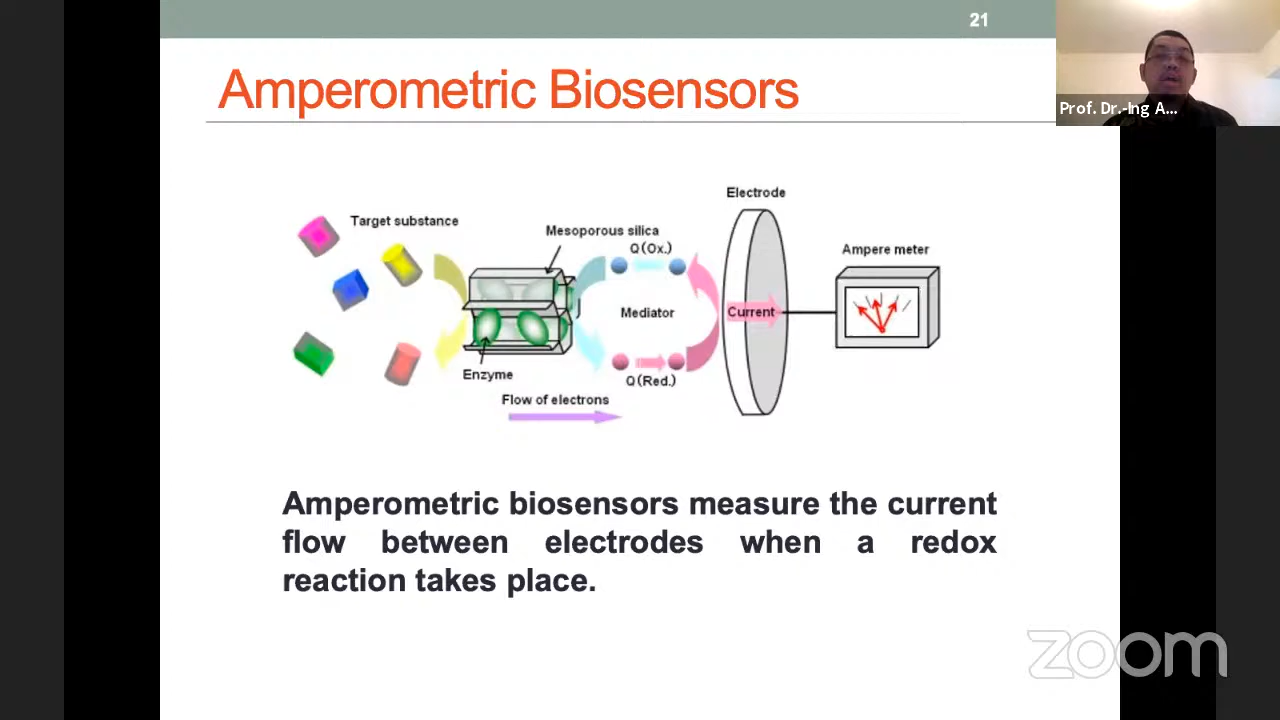 21
Amperometric Biosensors
Prof. Dr.-Ing A...
Electrode
Target substance
Mesoporous silica
Q(Ox.)
Ampere meter
Mediator
Current
Enzyme
Q(Red.)
Flow of electrons
Amperometric biosensors measure the current
flow between electrodes when a redox
reaction takes place.
zoom